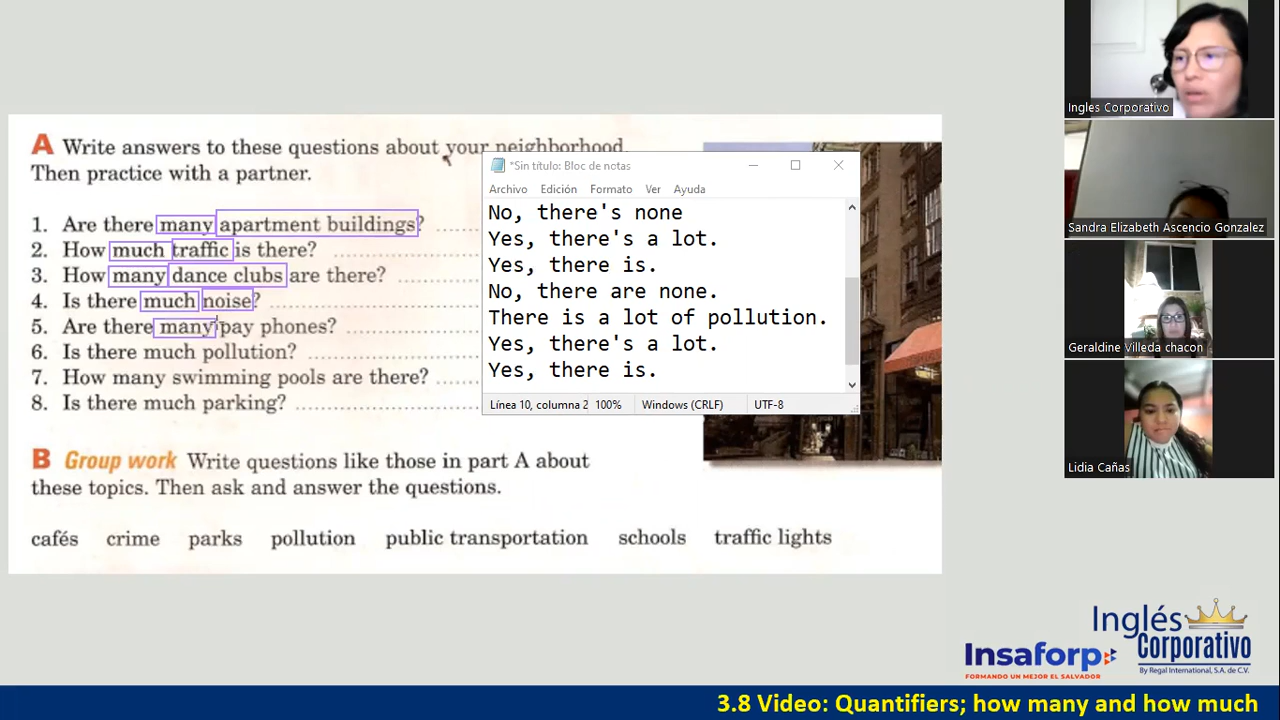 A Write answers to these questions about your neighborhood.
Then practice with a partner.
1. Are there many apartment buildings?
2. How much traffic is there?
3. How many dance clubs are there?
4. Is there much noise?
5. Are there many pay phones?
6. Is there much pollution?
7. How many swimming pools are there?
8. Is there much parking?
B Group work Write questions like those in part A about
these topics. Then ask and answer the questions.
cafés crime parks pollution public transportation schools traffic lights
*Sin título: Bloc de notas
Archivo Edición Formato Ver Ayuda
No, there's none
Yes, there's a lot.
Yes, there is.
No, there are none.
There is a lot of pollution.
Yes, there's a lot.
Yes, there is.
Línea 10, columna 2 100% Windows (CRLF) UTF-8
Ingles Corporativo
Sandra Elizabeth Ascencio Gonzalez
Geraldine Villeda chacon
Lidia Cañas
Insaforp
FORMANDO UN MEJOR EL SALVADOR
Inglés
Corporativo
By Regal International, S.A. de C.V.
3.8 Video: Quantifiers; how many and how much